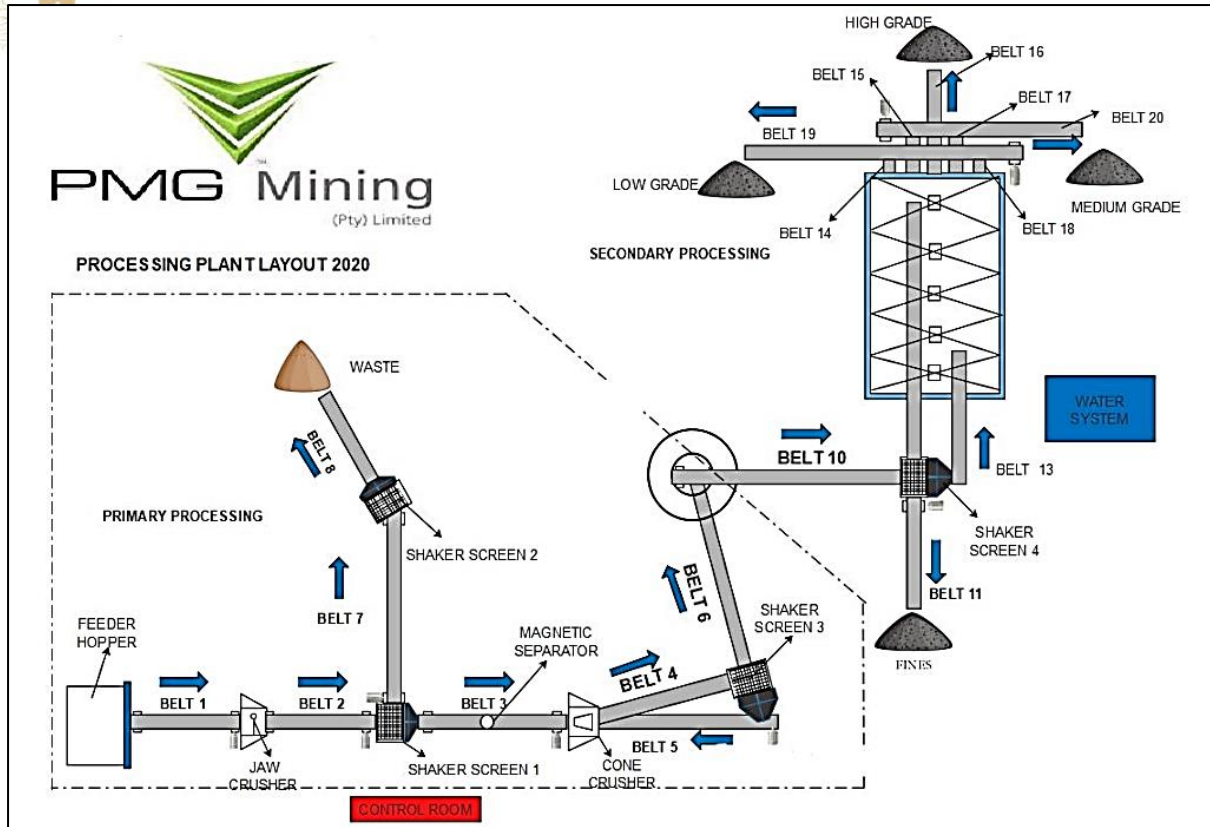 HIGH GRADE
BELT 16
BELT 15
BELT 17
BELT 19
BELT 20
PMG Mining
(Pty) Limited
LOW GRADE
MEDIUM GRADE
BELT 14
BELT 18
SECONDARY PROCESSING
PROCESSING PLANT LAYOUT 2020
WASTE
WATER
SYSTEM
BELT 8
BELT 10
BELT 13
PRIMARY PROCESSING
SHAKER SCREEN 2
SHAKER
SCREEN 4
BELT 6
BELT 11
BELT 7
FEEDER
HOPPER
MAGNETIC
SEPARATOR
SHAKER
SCREEN 3
FINES
BELT 1
BELT 2
BELT 3
BELT 4
BELT 5
JAW
CRUSHER
SHAKER SCREEN 1
CONE
CRUSHER
CONTROL ROOM